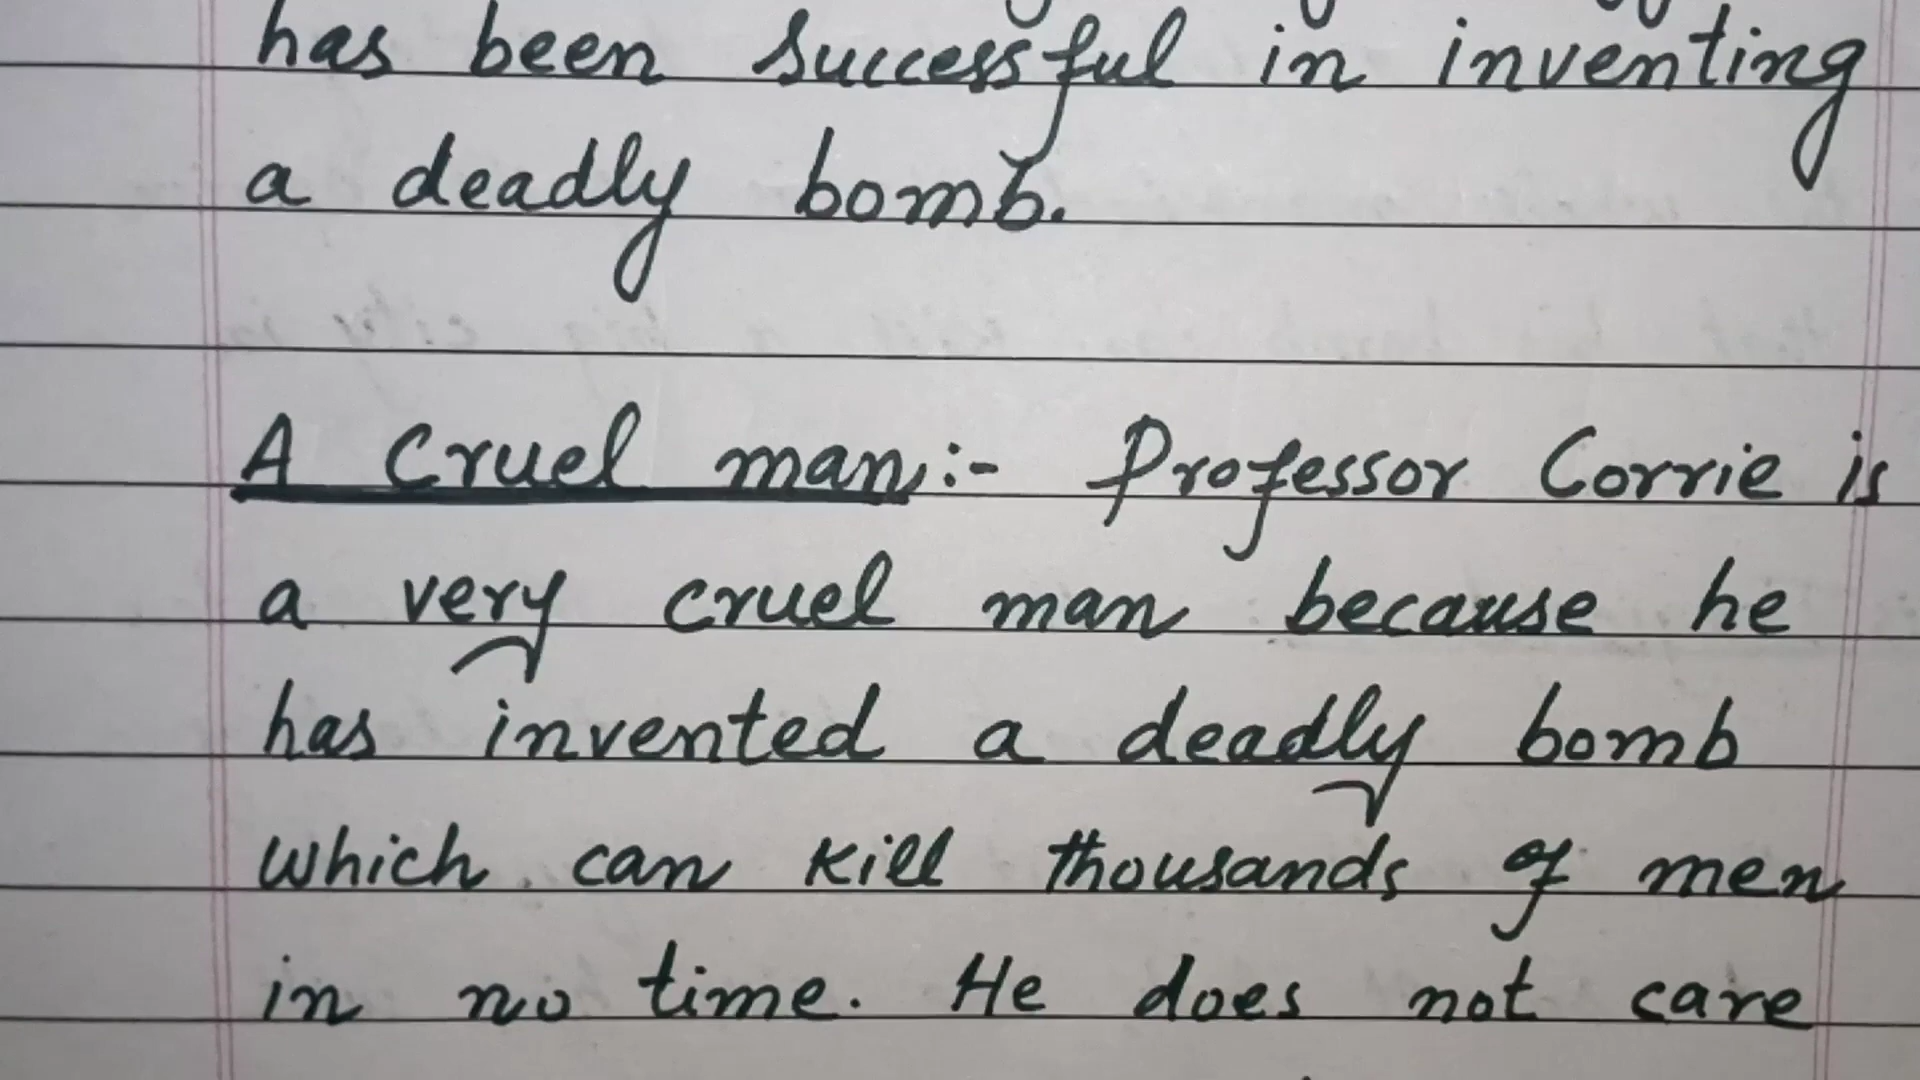 has been successful in inventing
a deadly bomb.
A Cruel man:- Professor Corrie is
a very cruel man because he
has invented a deadly bomb
which can kill thousands of men
in no time. He does not care